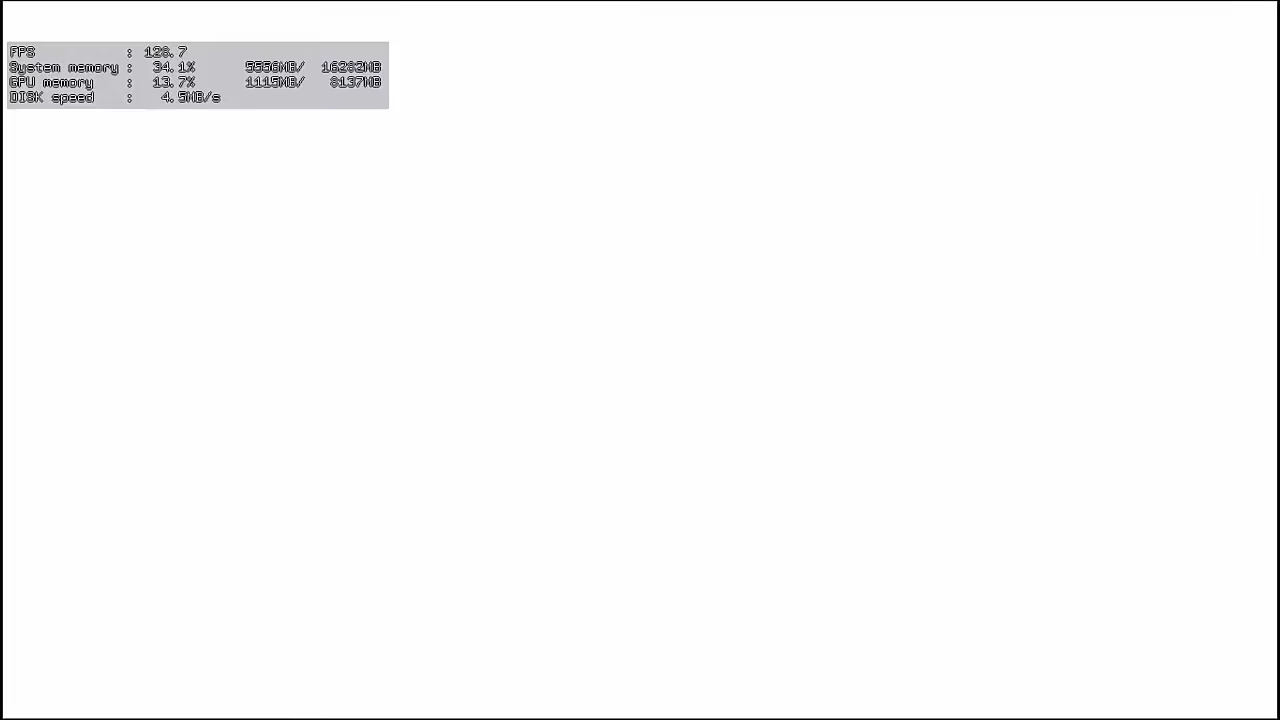 FPS : 128.7
System memory : 34.1% 5556MB/ 16282MB
GPU memory : 13.7% 1115MB/ 8137MB
DISK speed : 4.5MB/s